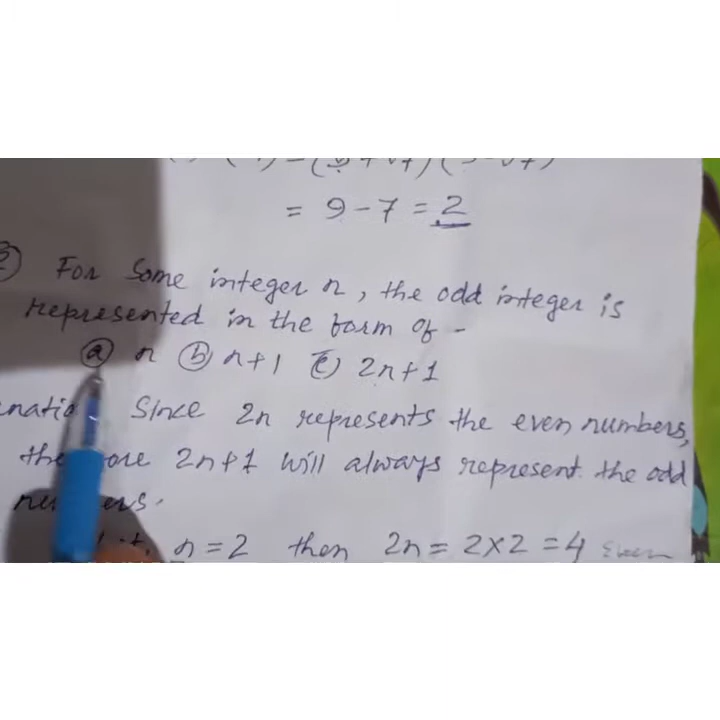 = 9-7 = 2
For Some integer n, the odd integer is
represented in the form of -
(a) n (b) n+1 (c) 2n+1
Since 2n represents the even numbers,
2n+1 will always represent the odd
n=2 then 2n = 2×2 = 4 Even